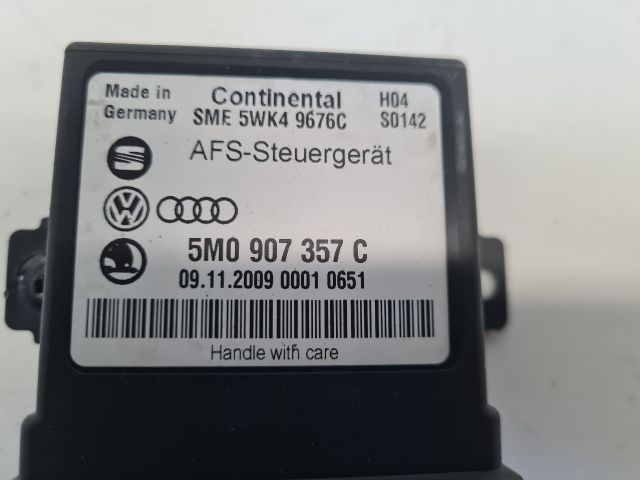 Made in Germany
Continental
SME 5WK4 9676C
H04
S0142
AFS-Steuergerät
5M0 907 357 C
09.11.2009 0001 0651
Handle with care